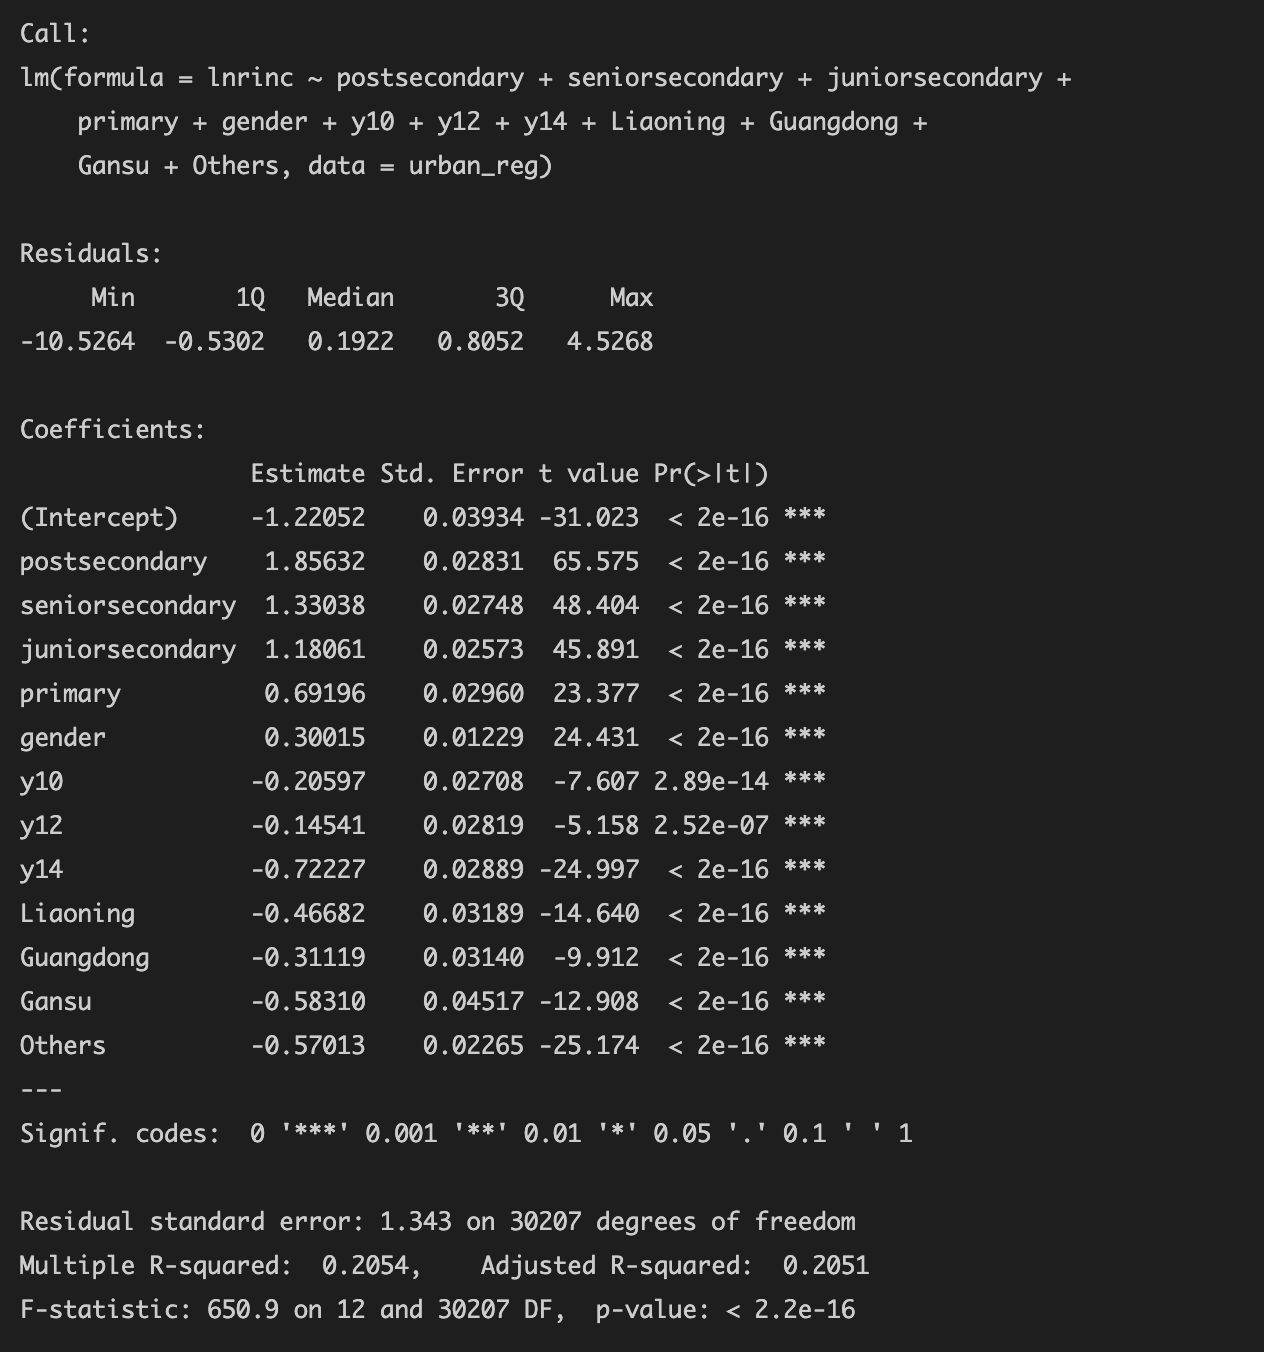 Call:
lm(formula = lnrinc ~ postsecondary + seniorsecondary + juniorsecondary +
    primary + gender + y10 + y12 + y14 + Liaoning + Guangdong +
    Gansu + Others, data = urban_reg)

Residuals:
     Min       1Q   Median       3Q      Max
-10.5264  -0.5302   0.1922   0.8052   4.5268

Coefficients:
                Estimate Std. Error t value Pr(>|t|)
(Intercept)     -1.22052    0.03934 -31.023  < 2e-16 ***
postsecondary    1.85632    0.02831  65.575  < 2e-16 ***
seniorsecondary  1.33038    0.02748  48.404  < 2e-16 ***
juniorsecondary  1.18061    0.02573  45.891  < 2e-16 ***
primary          0.69196    0.02960  23.377  < 2e-16 ***
gender           0.30015    0.01229  24.431  < 2e-16 ***
y10             -0.20597    0.02708  -7.607 2.89e-14 ***
y12             -0.14541    0.02819  -5.158 2.52e-07 ***
y14             -0.72227    0.02889 -24.997  < 2e-16 ***
Liaoning        -0.46682    0.03189 -14.640  < 2e-16 ***
Guangdong       -0.31119    0.03140  -9.912  < 2e-16 ***
Gansu           -0.58310    0.04517 -12.908  < 2e-16 ***
Others          -0.57013    0.02265 -25.174  < 2e-16 ***
---
Signif. codes:  0 '***' 0.001 '**' 0.01 '*' 0.05 '.' 0.1 ' ' 1

Residual standard error: 1.343 on 30207 degrees of freedom
Multiple R-squared:  0.2054,    Adjusted R-squared:  0.2051
F-statistic: 650.9 on 12 and 30207 DF,  p-value: < 2.2e-16